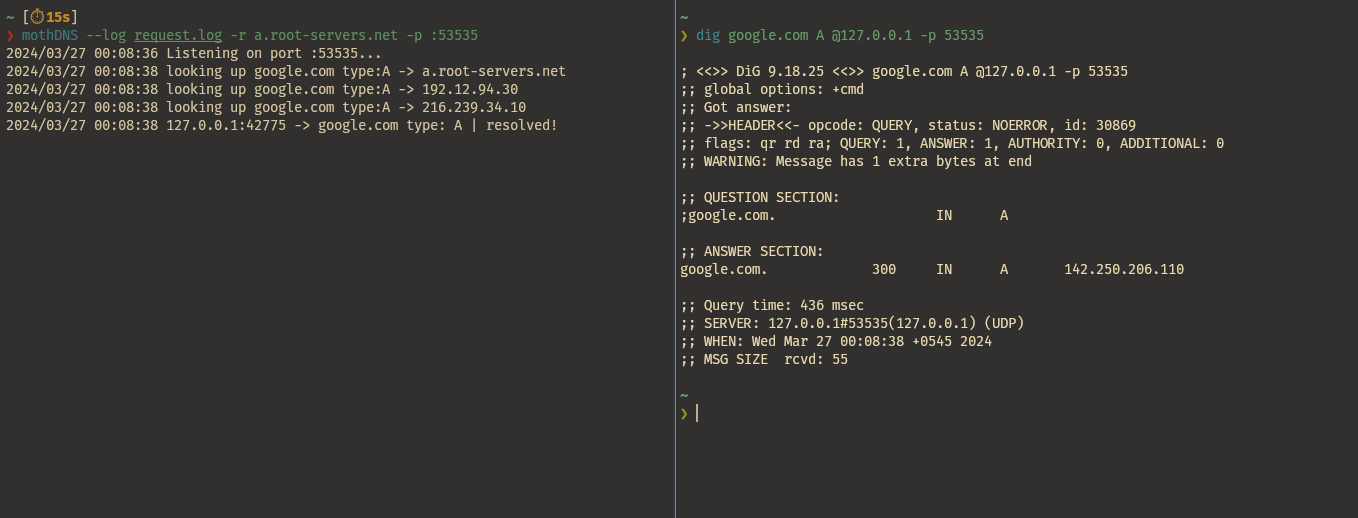 ~ [⏱15s]
❯ mothDNS --log request.log -r a.root-servers.net -p :53535
2024/03/27 00:08:36 Listening on port :53535...
2024/03/27 00:08:38 looking up google.com type:A -> a.root-servers.net
2024/03/27 00:08:38 looking up google.com type:A -> 192.12.94.30
2024/03/27 00:08:38 looking up google.com type:A -> 216.239.34.10
2024/03/27 00:08:38 127.0.0.1:42775 -> google.com type: A | resolved!
~
❯ dig google.com A @127.0.0.1 -p 53535
; <<>> DiG 9.18.25 <<>> google.com A @127.0.0.1 -p 53535
;; global options: +cmd
;; Got answer:
;; ->>HEADER<<- opcode: QUERY, status: NOERROR, id: 30869
;; flags: qr rd ra; QUERY: 1, ANSWER: 1, AUTHORITY: 0, ADDITIONAL: 0
;; WARNING: Message has 1 extra bytes at end
;; QUESTION SECTION:
;google.com. IN A
;; ANSWER SECTION:
google.com. 300 IN A 142.250.206.110
;; Query time: 436 msec
;; SERVER: 127.0.0.1#53535(127.0.0.1) (UDP)
;; WHEN: Wed Mar 27 00:08:38 +0545 2024
;; MSG SIZE rcvd: 55
~
❯